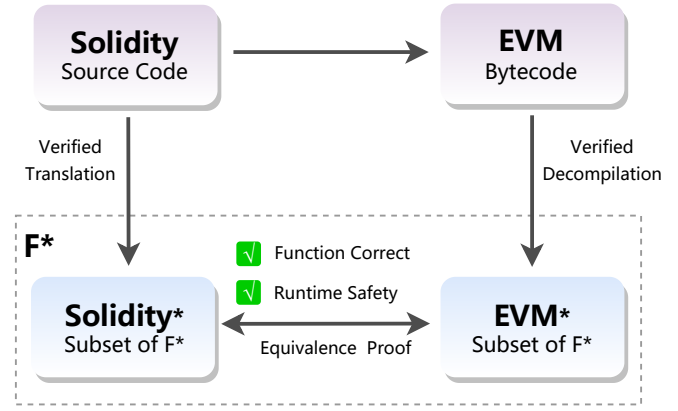 Solidity
Source Code
EVM
Bytecode
Verified
Translation
Verified
Decompilation
F*
√ Function Correct
√ Runtime Safety
Solidity*
Subset of F*
Equivalence Proof
EVM*
Subset of F*